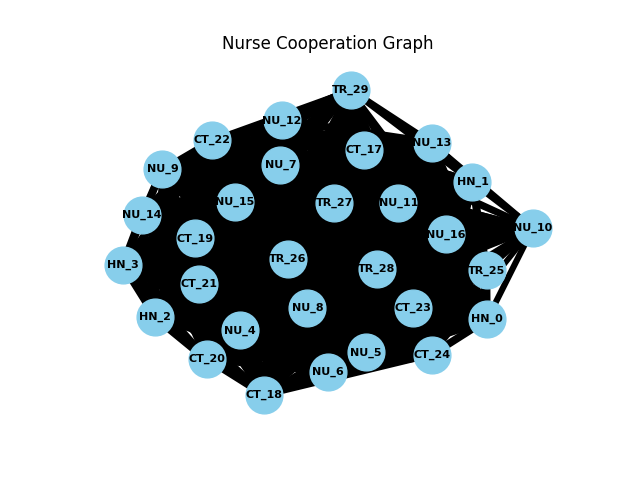 Nurse Cooperation Graph
TR_29
NU_12
CT_22
NU_13
CT_17
NU_7
NU_9
HN_1
NU_15
TR_27
NU_11
NU_14
NU_10
NU_16
CT_19
TR_26
HN_3
TR_28
TR_25
CT_21
NU_8
CT_23
HN_2
HN_0
NU_4
NU_5
CT_24
CT_20
NU_6
CT_18